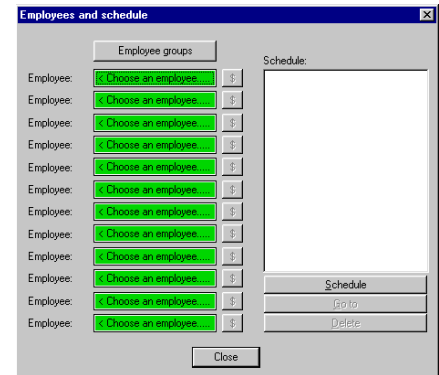 Employees and schedule
Employee groups
Schedule:
Employee: < Choose an employee..... $
Employee: < Choose an employee..... $
Employee: < Choose an employee..... $
Employee: < Choose an employee..... $
Employee: < Choose an employee..... $
Employee: < Choose an employee..... $
Employee: < Choose an employee..... $
Employee: < Choose an employee..... $
Employee: < Choose an employee..... $
Employee: < Choose an employee..... $
Employee: < Choose an employee..... $
Employee: < Choose an employee..... $
Schedule
Go to
Delete
Close